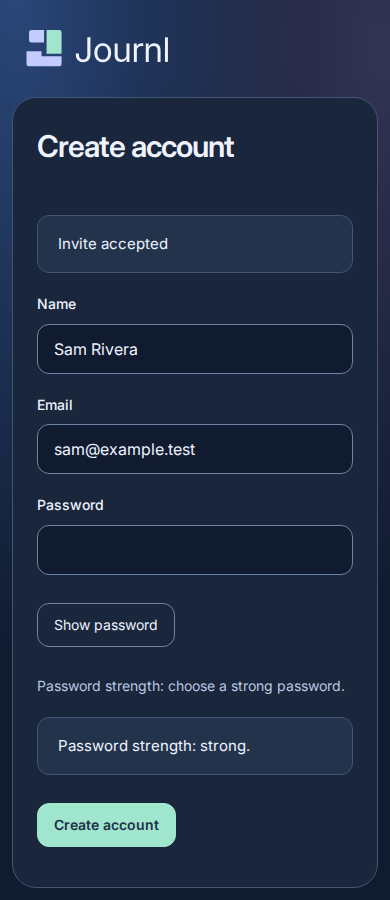 Journl
Create account
Invite accepted
Name
Sam Rivera
Email
sam@example.test
Password
Show password
Password strength: choose a strong password.
Password strength: strong.
Create account